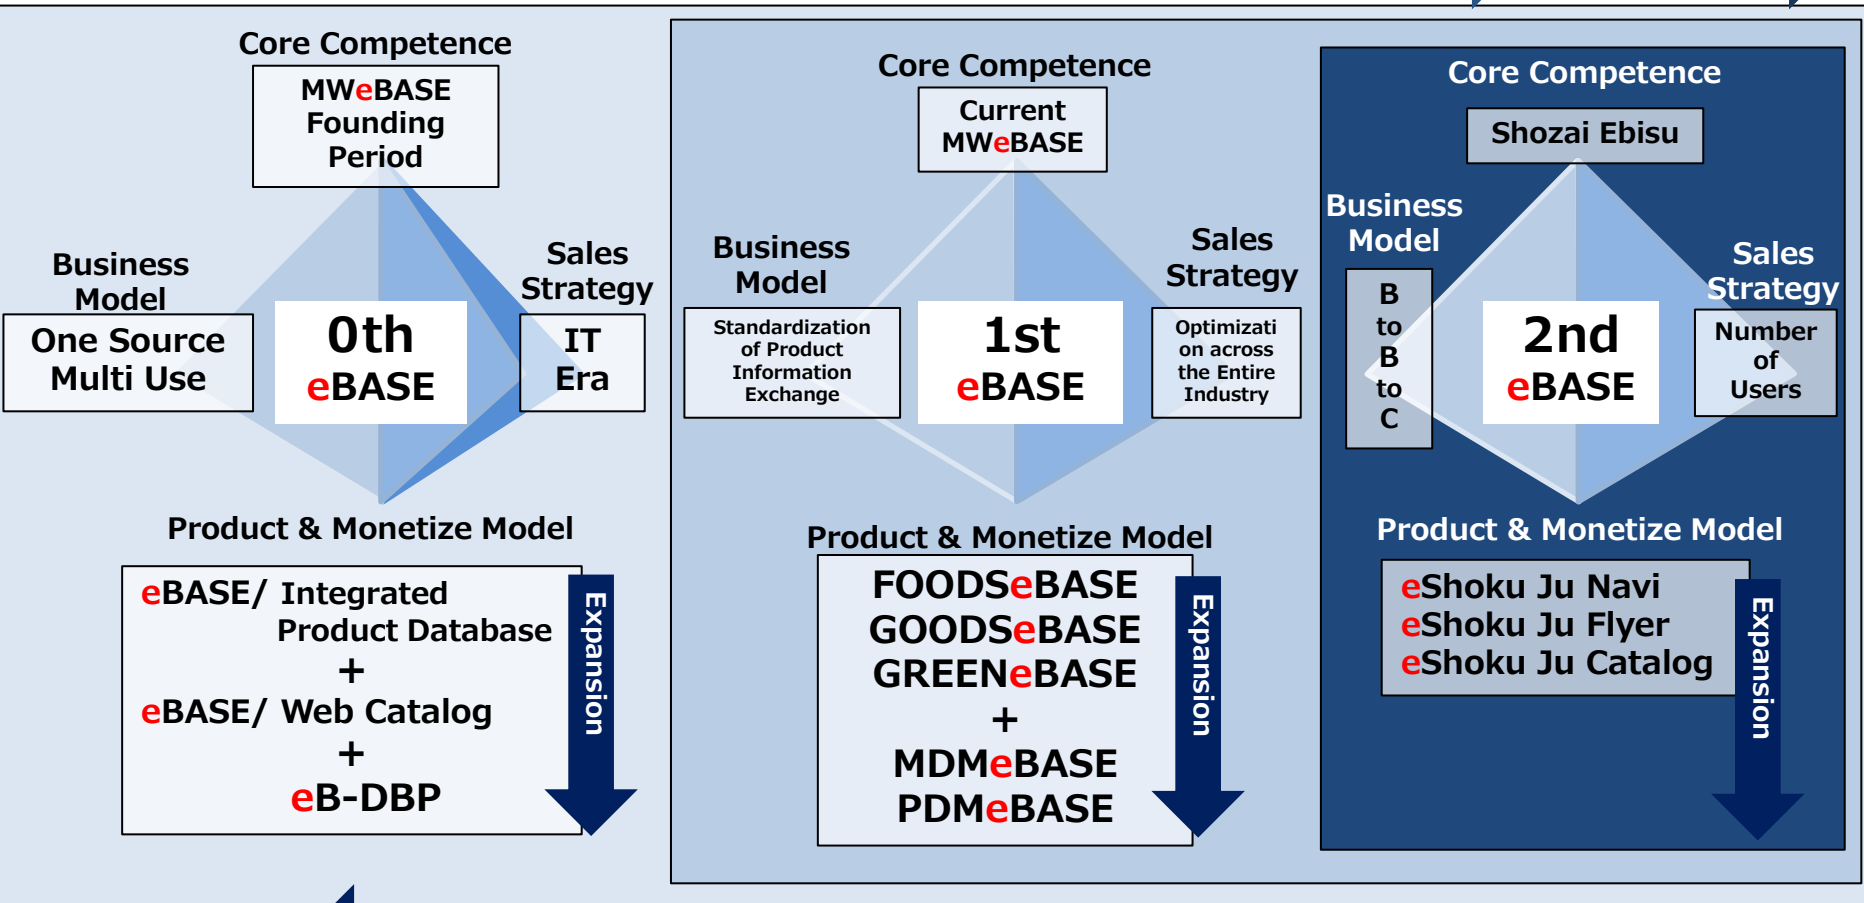 Core Competence
MWeBASE
Founding
Period
Business
Model
One Source
Multi Use
0th
eBASE
Sales
Strategy
IT
Era
Product & Monetize Model
eBASE/ Integrated
Product Database
+
eBASE/ Web Catalog
+
eB-DBP
Expansion
Core Competence
Current
MWeBASE
Business
Model
Standardization
of Product
Information
Exchange
1st
eBASE
Sales
Strategy
Optimizati
on across
the Entire
Industry
Product & Monetize Model
FOODSeBASE
GOODSeBASE
GREENeBASE
+
MDMeBASE
PDMeBASE
Expansion
Core Competence
Shozai Ebisu
Business
Model
B
to
B
to
C
2nd
eBASE
Sales
Strategy
Number
of
Users
Product & Monetize Model
eShoku Ju Navi
eShoku Ju Flyer
eShoku Ju Catalog
Expansion